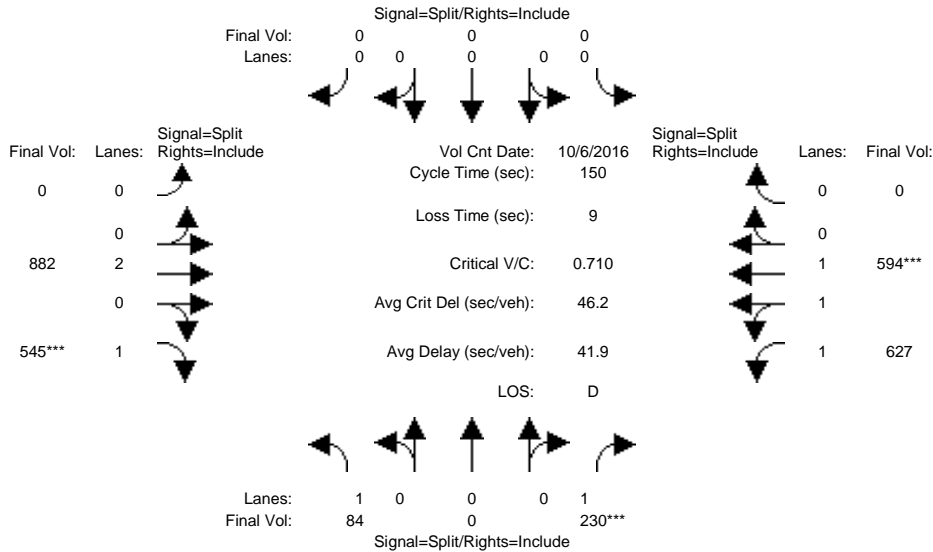 Signal=Split/Rights=Include
Final Vol: 0 0 0
Lanes: 0 0 0 0 0
Signal=Split Signal=Split
Final Vol: Lanes: Rights=Include Vol Cnt Date: 10/6/2016 Rights=Include Lanes: Final Vol:
Cycle Time (sec): 150
0 0 0 0
Loss Time (sec): 9
0 0
882 2 Critical V/C: 0.710 1 594***
0 Avg Crit Del (sec/veh): 46.2 1
545*** 1 Avg Delay (sec/veh): 41.9 1 627
LOS: D
Lanes: 1 0 0 0 1
Final Vol: 84 0 230***
Signal=Split/Rights=Include